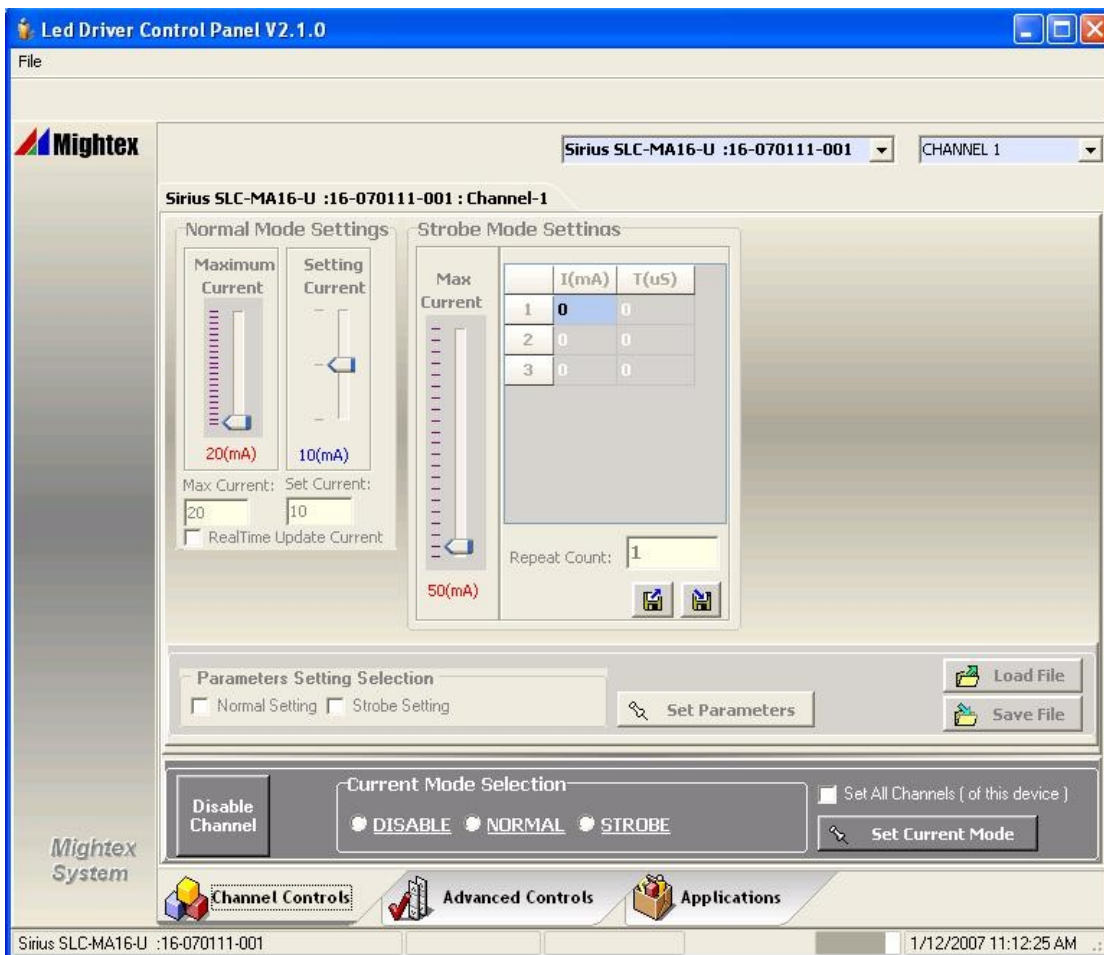 Led Driver Control Panel V2.1.0
File
Mightex
Sirius SLC-MA16-U :16-070111-001
CHANNEL 1
Sirius SLC-MA16-U :16-070111-001 : Channel-1
Normal Mode Settings
Maximum Current
Setting Current
20(mA)
10(mA)
Max Current:
Set Current:
20
10
RealTime Update Current
Strobe Mode Settings
Max Current
50(mA)
I(mA) T(uS)
1 0 0
2 0 0
3 0 0
Repeat Count: 1
Parameters Setting Selection
Normal Setting
Strobe Setting
Set Parameters
Load File
Save File
Disable Channel
Current Mode Selection
DISABLE
NORMAL
STROBE
Set All Channels ( of this device )
Set Current Mode
Mightex System
Channel Controls
Advanced Controls
Applications
Sirius SLC-MA16-U :16-070111-001
1/12/2007 11:12:25 AM